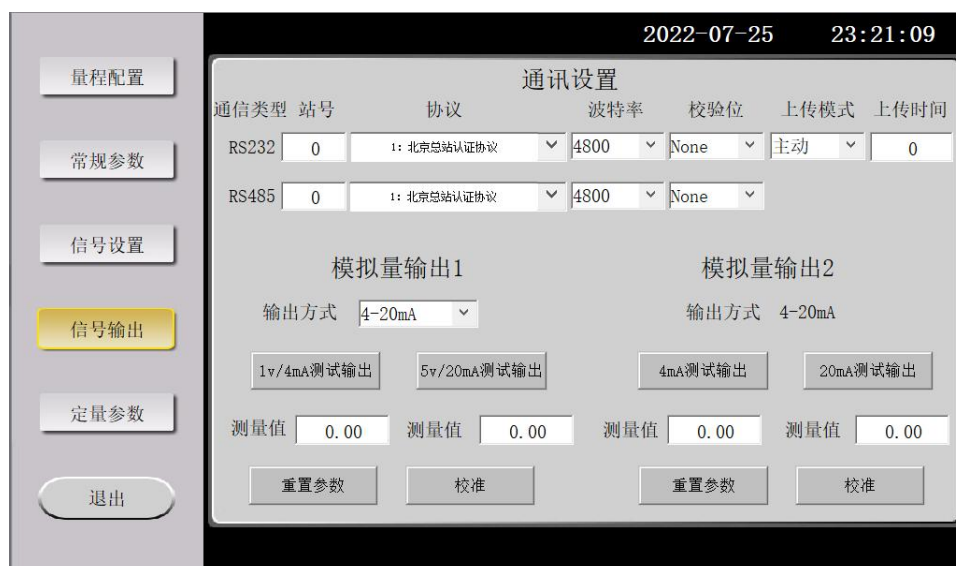 2022-07-25 23:21:09
量程配置
常规参数
信号设置
信号输出
定量参数
退出
通讯设置
通信类型 站号 协议 波特率 校验位 上传模式 上传时间
RS232 0 1: 北京总站认证协议 4800 None 主动 0
RS485 0 1: 北京总站认证协议 4800 None
模拟量输出1 模拟量输出2
输出方式 4-20mA 输出方式 4-20mA
1v/4mA测试输出 5v/20mA测试输出 4mA测试输出 20mA测试输出
测量值 0.00 测量值 0.00 测量值 0.00 测量值 0.00
重置参数 校准 重置参数 校准